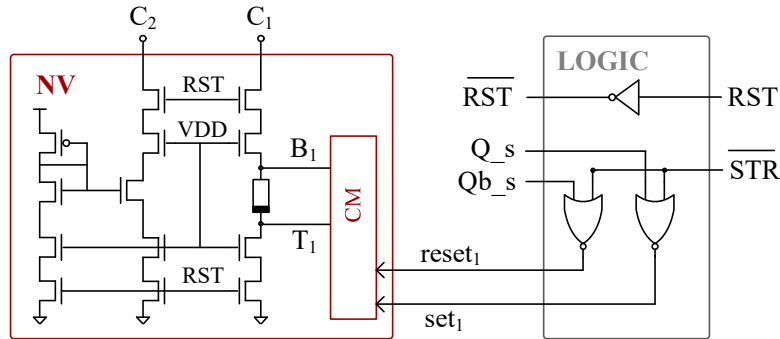 C2 C1
NV
RST
VDD
B1
CM
T1
RST
reset1
set1
LOGIC
RST RST
Q_s
Qb_s
STR